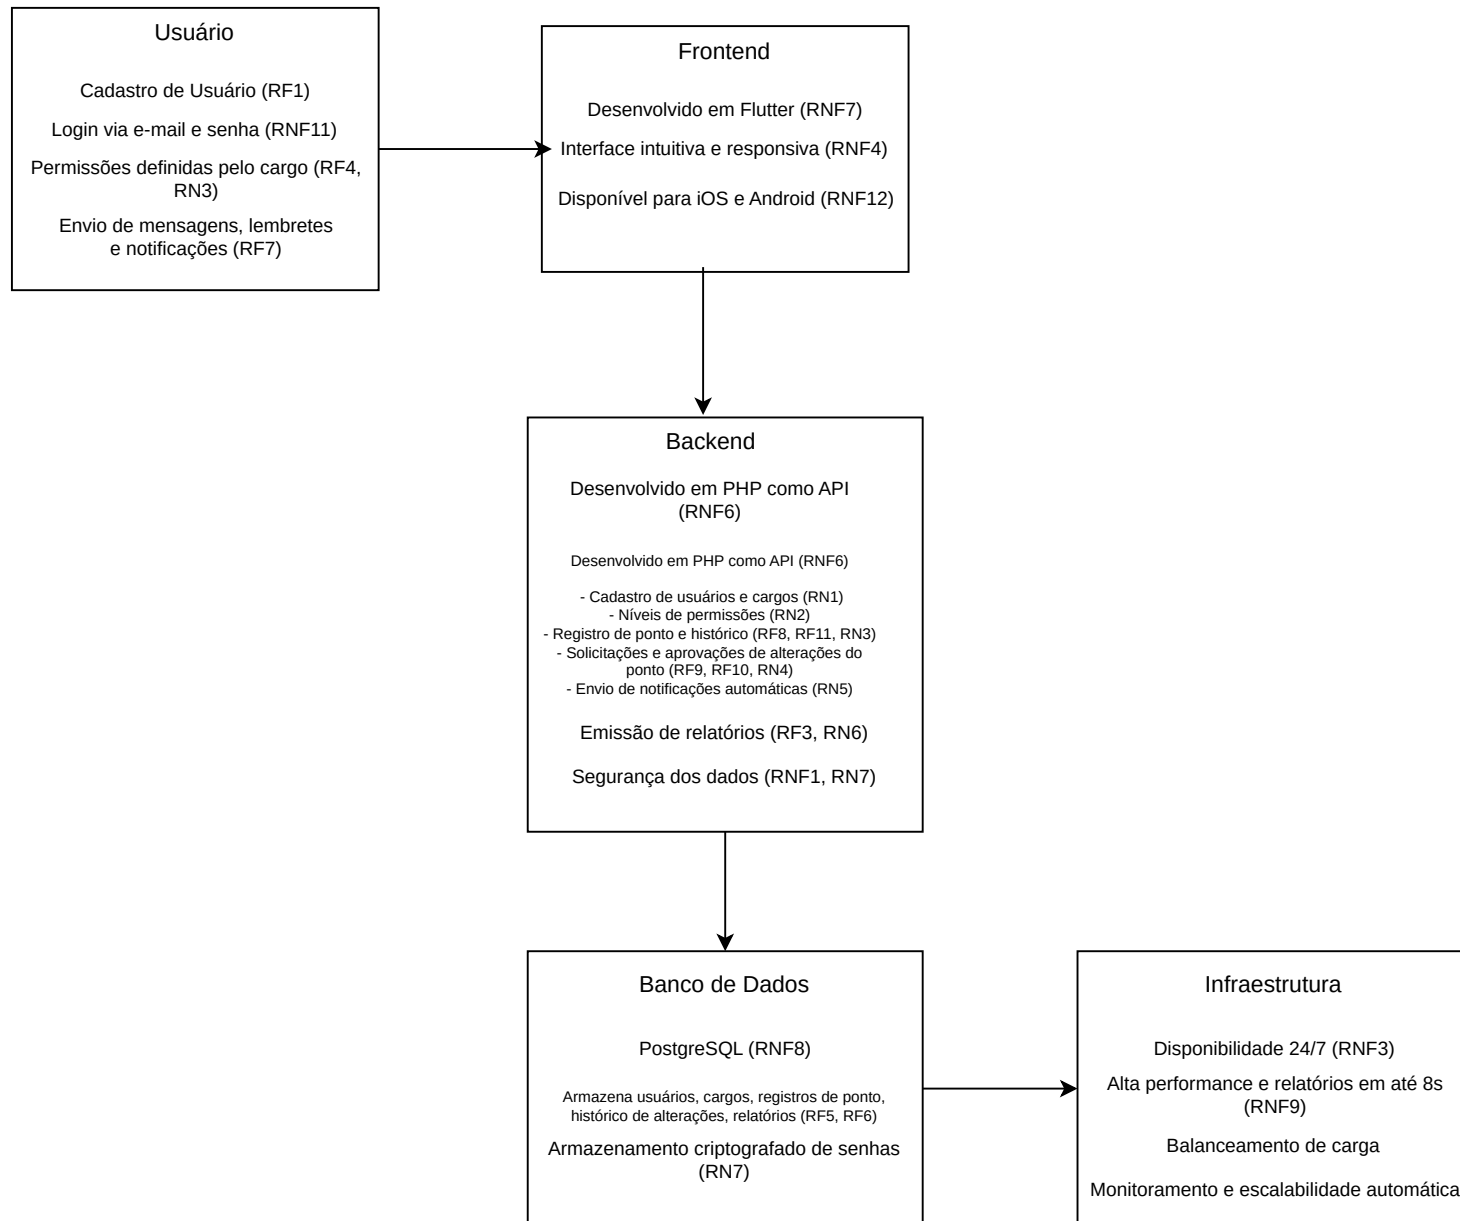 Usuário
Cadastro de Usuário (RF1)
Login via e-mail e senha (RNF11)
Permissões definidas pelo cargo (RF4,
RN3)
Envio de mensagens, lembretes
e notificações (RF7)
Frontend
Desenvolvido em Flutter (RNF7)
Interface intuitiva e responsiva (RNF4)
Disponível para iOS e Android (RNF12)
Backend
Desenvolvido em PHP como API
(RNF6)
Desenvolvido em PHP como API (RNF6)
- Cadastro de usuários e cargos (RN1)
- Níveis de permissões (RN2)
- Registro de ponto e histórico (RF8, RF11, RN3)
- Solicitações e aprovações de alterações do
ponto (RF9, RF10, RN4)
- Envio de notificações automáticas (RN5)
Emissão de relatórios (RF3, RN6)
Segurança dos dados (RNF1, RN7)
Banco de Dados
PostgreSQL (RNF8)
Armazena usuários, cargos, registros de ponto,
histórico de alterações, relatórios (RF5, RF6)
Armazenamento criptografado de senhas
(RN7)
Infraestrutura
Disponibilidade 24/7 (RNF3)
Alta performance e relatórios em até 8s
(RNF9)
Balanceamento de carga
Monitoramento e escalabilidade automática